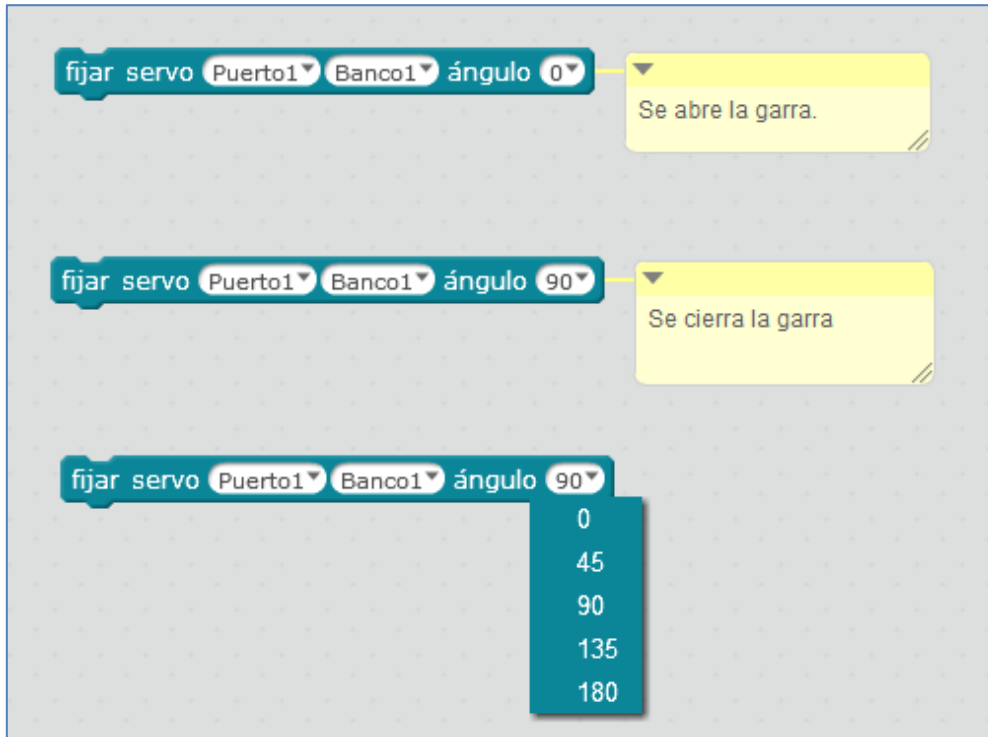 fijar servo Puerto1 Banco1 ángulo 0
Se abre la garra.
fijar servo Puerto1 Banco1 ángulo 90
Se cierra la garra
fijar servo Puerto1 Banco1 ángulo 90
0
45
90
135
180